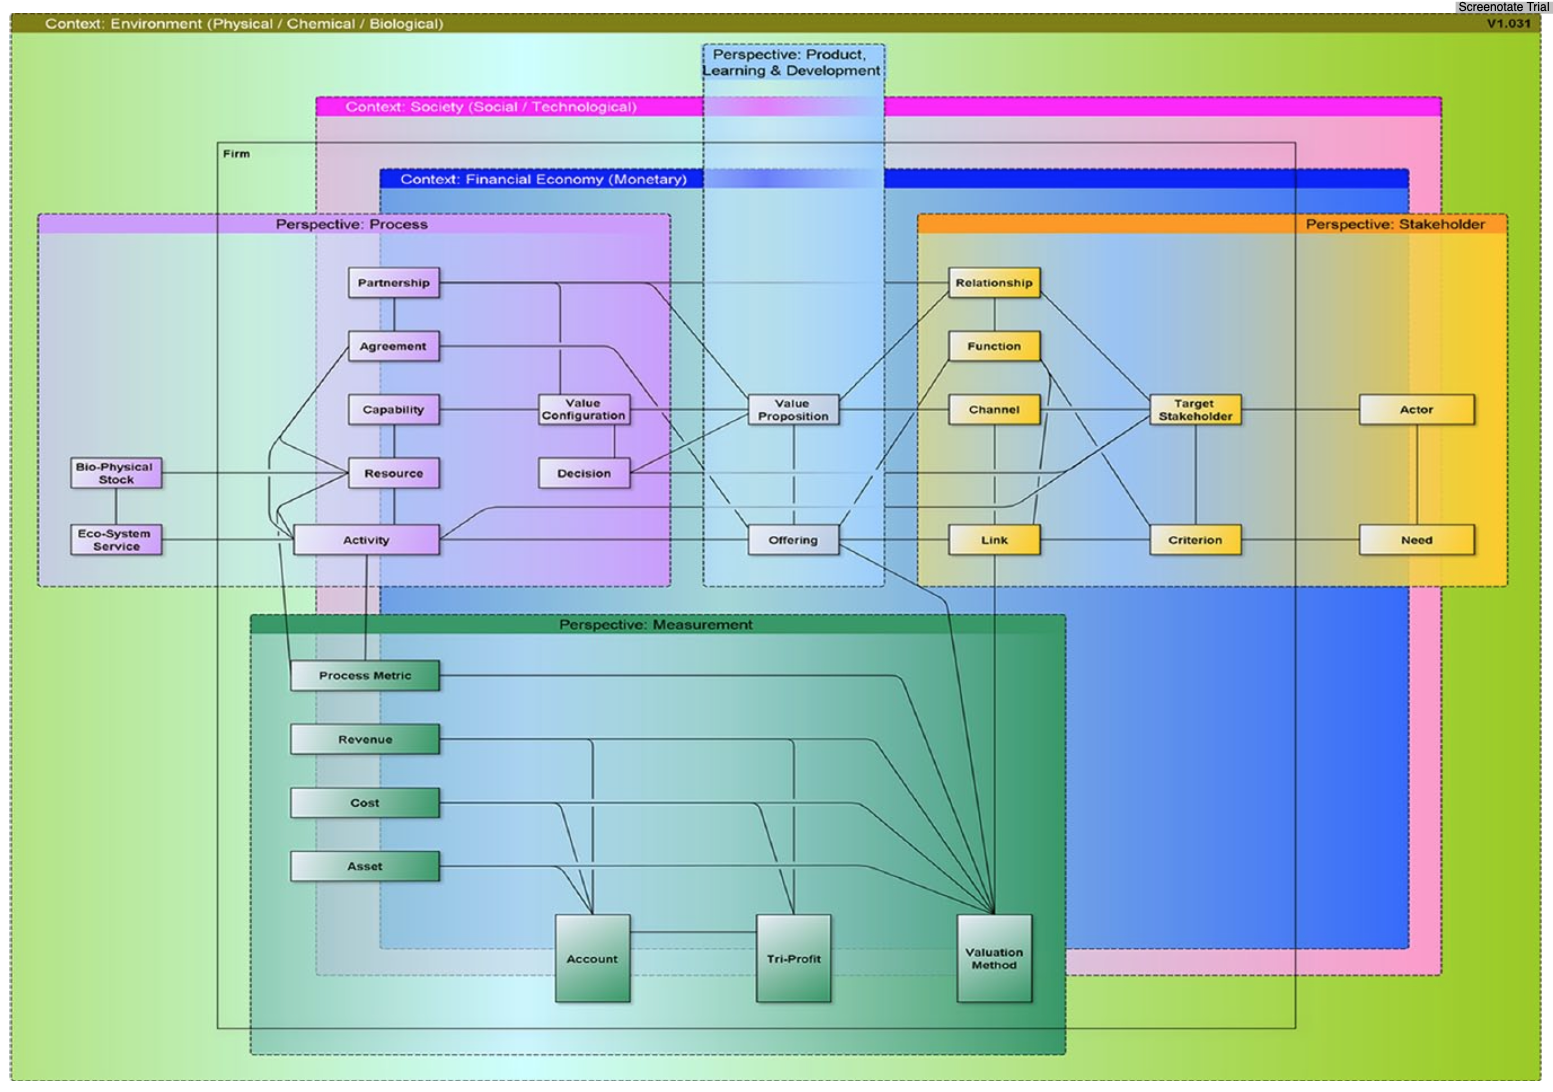 Screenotate Trial
Context: Environment (Physical / Chemical / Biological)
V1.031
Perspective: Product,
Learning & Development
Context: Society (Social / Technological)
Firm
Context: Financial Economy (Monetary)
Perspective: Process
Perspective: Stakeholder
Partnership
Relationship
Agreement
Function
Capability
Value
Configuration
Value
Proposition
Channel
Target
Stakeholder
Actor
Bio-Physical
Stock
Resource
Decision
Eco-System
Service
Activity
Offering
Link
Criterion
Need
Perspective: Measurement
Process Metric
Revenue
Cost
Asset
Account
Tri-Profit
Valuation
Method